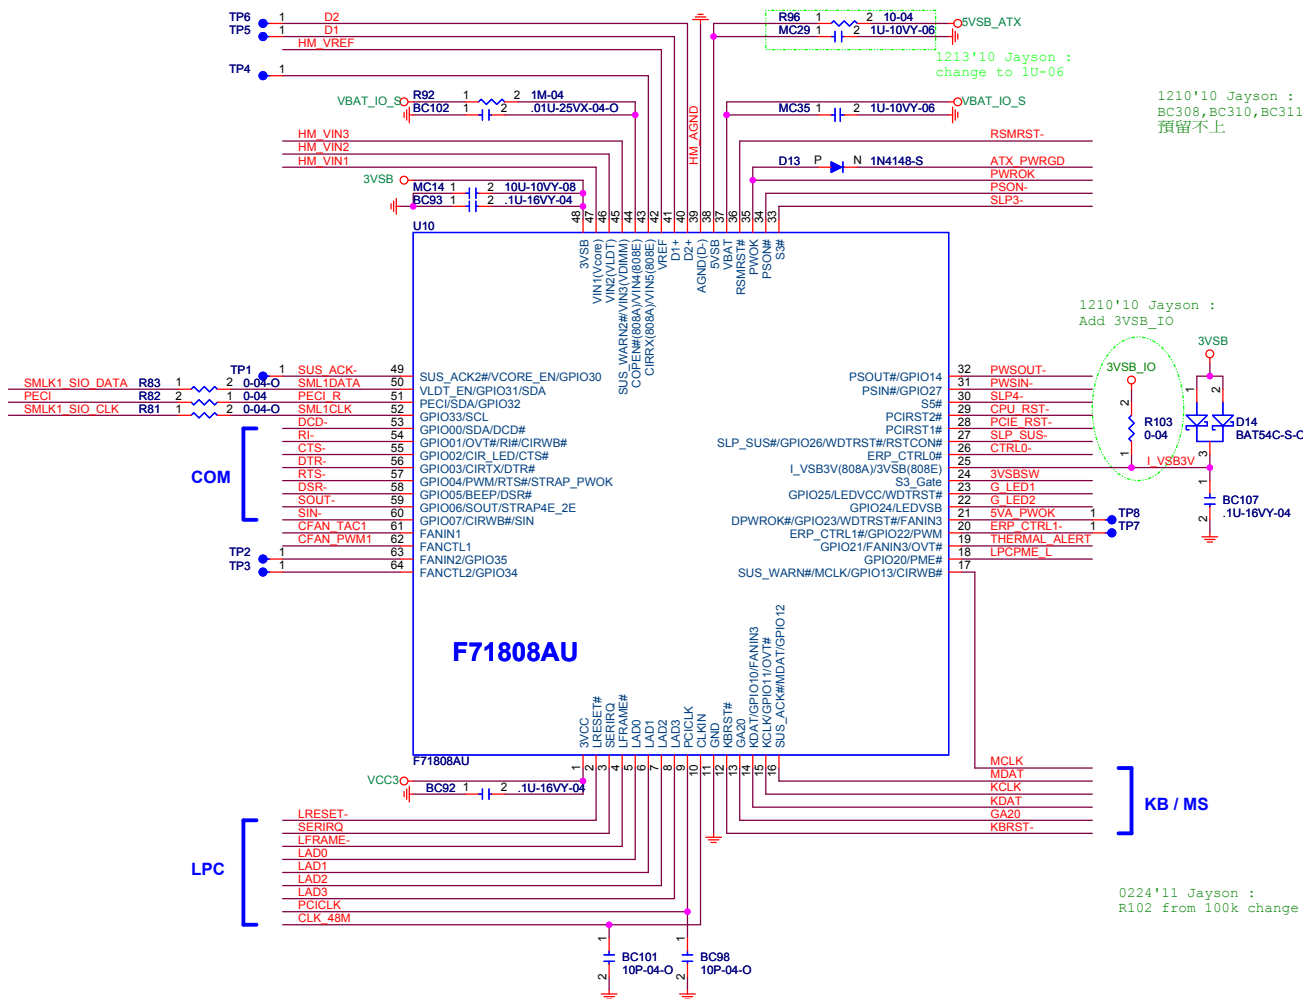 TP6 1 D2
TP5 1 D1
HM_VREF
TP4 1
R96 1 2 10-04 5VSB_ATX
MC29 1 2 1U-10VY-06
1213'10 Jayson :
change to 1U-06
VBAT_IO_S R92 1 2 1M-04
BC102 1 2 .01U-25VX-04-O
MC35 1 2 1U-10VY-06 VBAT_IO_S
1210'10 Jayson :
BC308,BC310,BC311
預留不上
HM_AGND
HM_VIN3
HM_VIN2
HM_VIN1
RSMRST-
D13 P N 1N4148-S ATX_PWRGD
PWROK
PSON-
SLP3-
3VSB
MC14 1 2 10U-10VY-08
BC93 1 2 .1U-16VY-04
U10
48 47 46 45 44 43 42 41 40 39 38 37 36 35 34 33
3VSB
VIN1(Vcore)
VIN2(VLDT)
SUS_WARN2#/VIN3(VDIMM)
COPEN#(808A)/VIN4(808E)
CIRRX(808A)/VIN5(808E)
VREF
D1+
D2+
AGND(D-)
5VSB
VBAT
RSMRST#
PWOK
PSON#
S3#
TP1 1 SUS_ACK- 49 SUS_ACK2#/VCORE_EN/GPIO30
SMLK1_SIO_DATA R83 1 2 0-04-O SML1DATA 50 VLDT_EN/GPIO31/SDA
PECI R82 2 1 0-04 PECI_R 51 PECI/SDA/GPIO32
SMLK1_SIO_CLK R81 1 2 0-04-O SML1CLK 52 GPIO33/SCL
DCD- 53 GPIO00/SDA/DCD#
RI- 54 GPIO01/OVT#/RI#/CIRWB#
CTS- 55 GPIO02/CIR_LED/CTS#
DTR- 56 GPIO03/CIRTX/DTR#
COM
RTS- 57 GPIO04/PWM/RTS#/STRAP_PWOK
DSR- 58 GPIO05/BEEP/DSR#
SOUT- 59 GPIO06/SOUT/STRAP4E_2E
SIN- 60 GPIO07/CIRWB#/SIN
CFAN_TAC1 61 FANIN1
CFAN_PWM1 62 FANCTL1
TP2 1 63 FANIN2/GPIO35
TP3 1 64 FANCTL2/GPIO34
PSOUT#/GPIO14 32 PWSOUT-
PSIN#/GPIO27 31 PWSIN-
S5# 30 SLP4-
PCIRST2# 29 CPU_RST-
PCIRST1# 28 PCIE_RST-
SLP_SUS#/GPIO26/WDTRST#/RSTCON# 27 SLP_SUS-
ERP_CTRL0# 26 CTRL0-
I_VSB3V(808A)/3VSB(808E) 25 I_VSB3V
S3_Gate 24 3VSBSW
GPIO25/LEDVCC/WDTRST# 23 G_LED1
GPIO24/LEDVSB 22 G_LED2
DPWROK#/GPIO23/WDTRST#/FANIN3 21 5VA_PWOK 1 TP8
ERP_CTRL1#/GPIO22/PWM 20 ERP_CTRL1- 1 TP7
GPIO21/FANIN3/OVT# 19 THERMAL_ALERT
GPIO20/PME# 18 LPCPME_L
SUS_WARN#/MCLK/GPIO13/CIRWB# 17
1210'10 Jayson :
Add 3VSB_IO
3VSB_IO
2
R103
0-04
1
3VSB
1 2
D14
BAT54C-S-O
3
1
BC107
.1U-16VY-04
2
F71808AU
3VCC
LRESET#
SERIRQ
LFRAME#
LAD0
LAD1
LAD2
LAD3
PCICLK
CLKIN
GND
KBRST#
GA20
KDAT/GPIO10/FANIN3
KCLK/GPIO11/OVT#
SUS_ACK#/MDAT/GPIO12
F71808AU
1 2 3 4 5 6 7 8 9 10 11 12 13 14 15 16
VCC3
BC92 1 2 .1U-16VY-04
MCLK
MDAT
KCLK
KDAT
GA20
KBRST-
KB / MS
LRESET-
SERIRQ
LFRAME-
LAD0
LAD1
LAD2
LAD3
PCICLK
CLK_48M
LPC
1 BC101 2
10P-04-O
1 BC98 2
10P-04-O
0224'11 Jayson :
R102 from 100k change